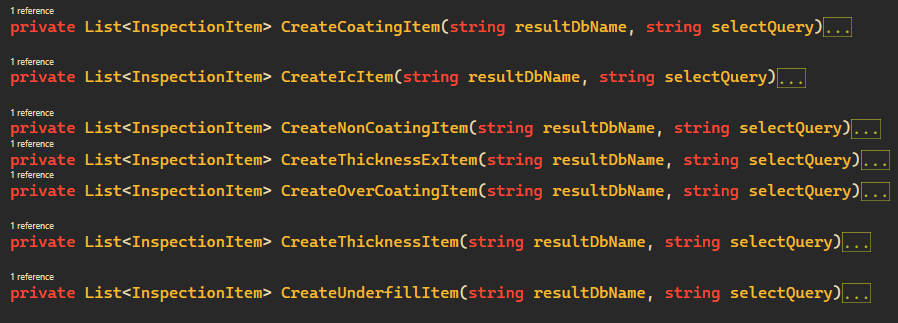 1 reference
private List<InspectionItem> CreateCoatingItem(string resultDbName, string selectQuery)...
1 reference
private List<InspectionItem> CreateIcItem(string resultDbName, string selectQuery)...
1 reference
private List<InspectionItem> CreateNonCoatingItem(string resultDbName, string selectQuery)...
1 reference
private List<InspectionItem> CreateThicknessExItem(string resultDbName, string selectQuery)...
1 reference
private List<InspectionItem> CreateOverCoatingItem(string resultDbName, string selectQuery)...
1 reference
private List<InspectionItem> CreateThicknessItem(string resultDbName, string selectQuery)...
1 reference
private List<InspectionItem> CreateUnderfillItem(string resultDbName, string selectQuery)...